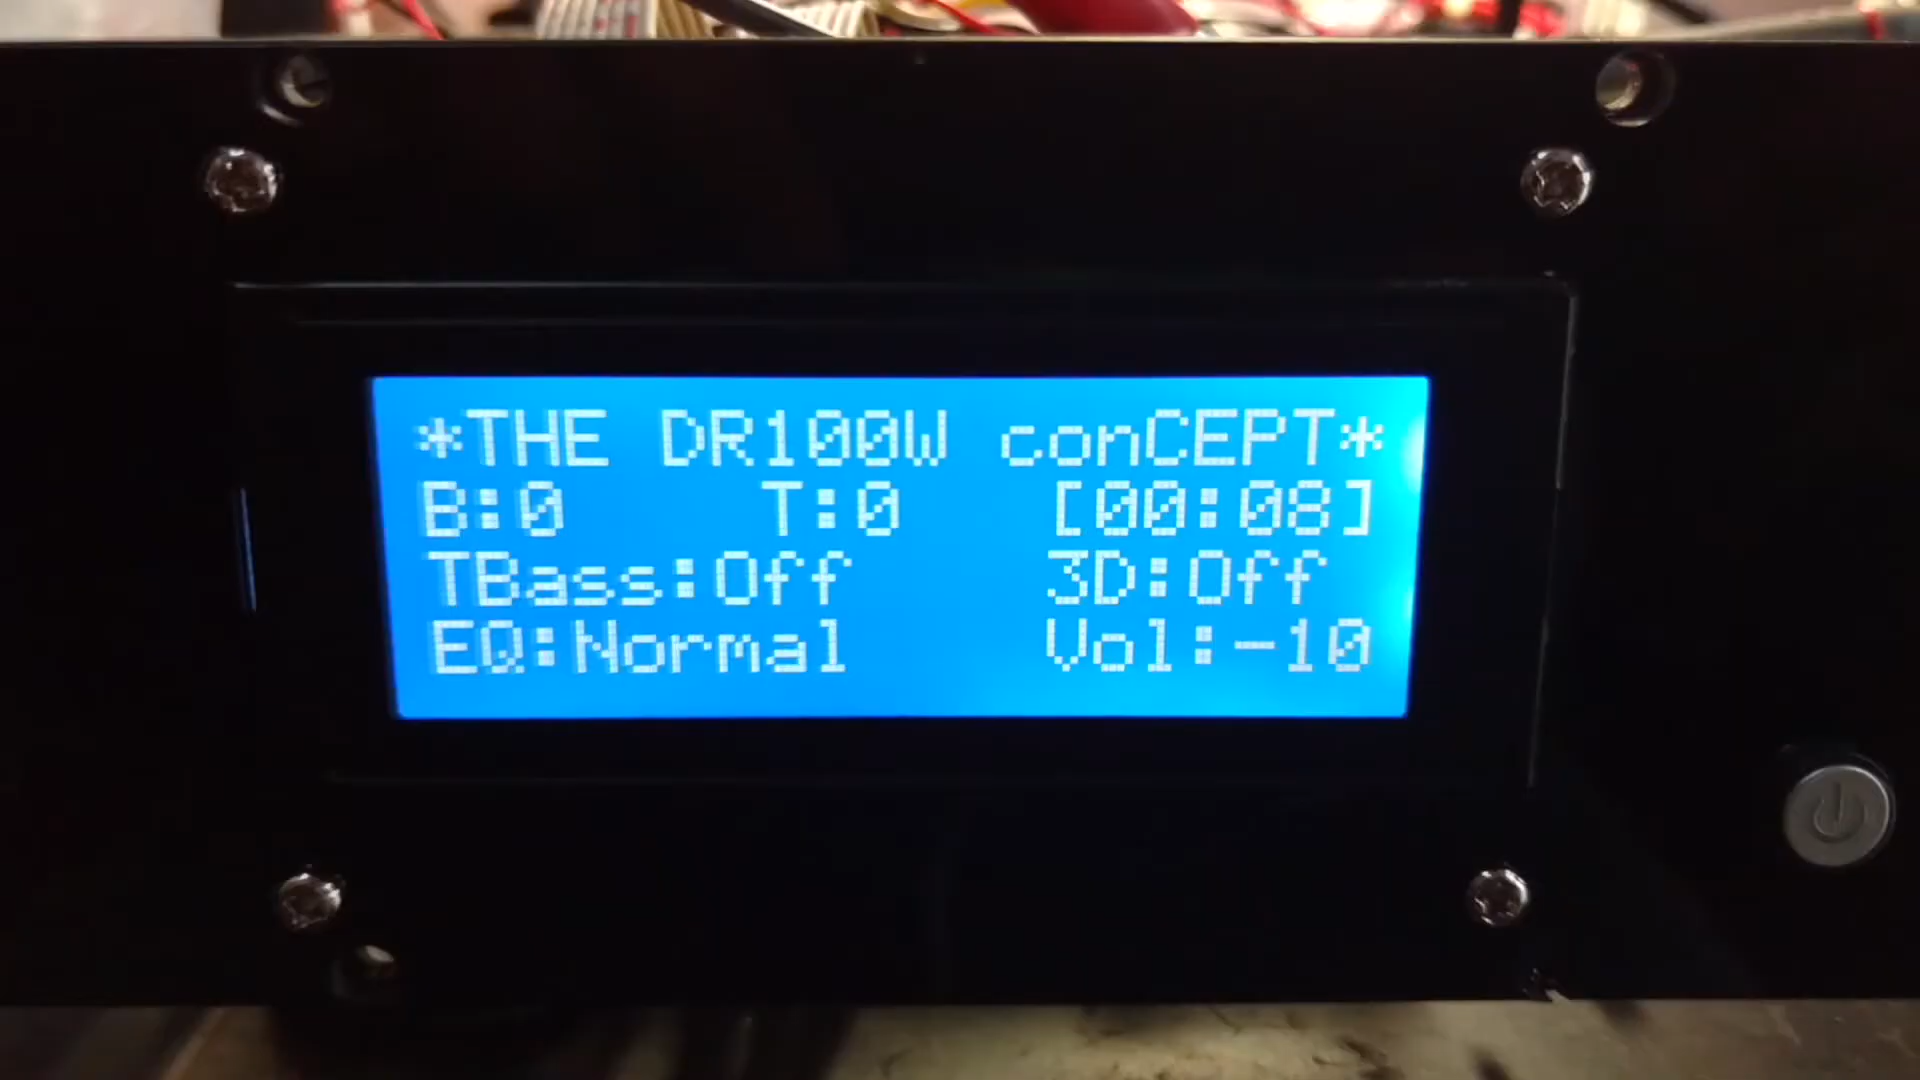 *THE DR100W conCEPT*
B:0 T:0 [00:08]
TBass:Off 3D:Off
EQ:Normal Vol:-10